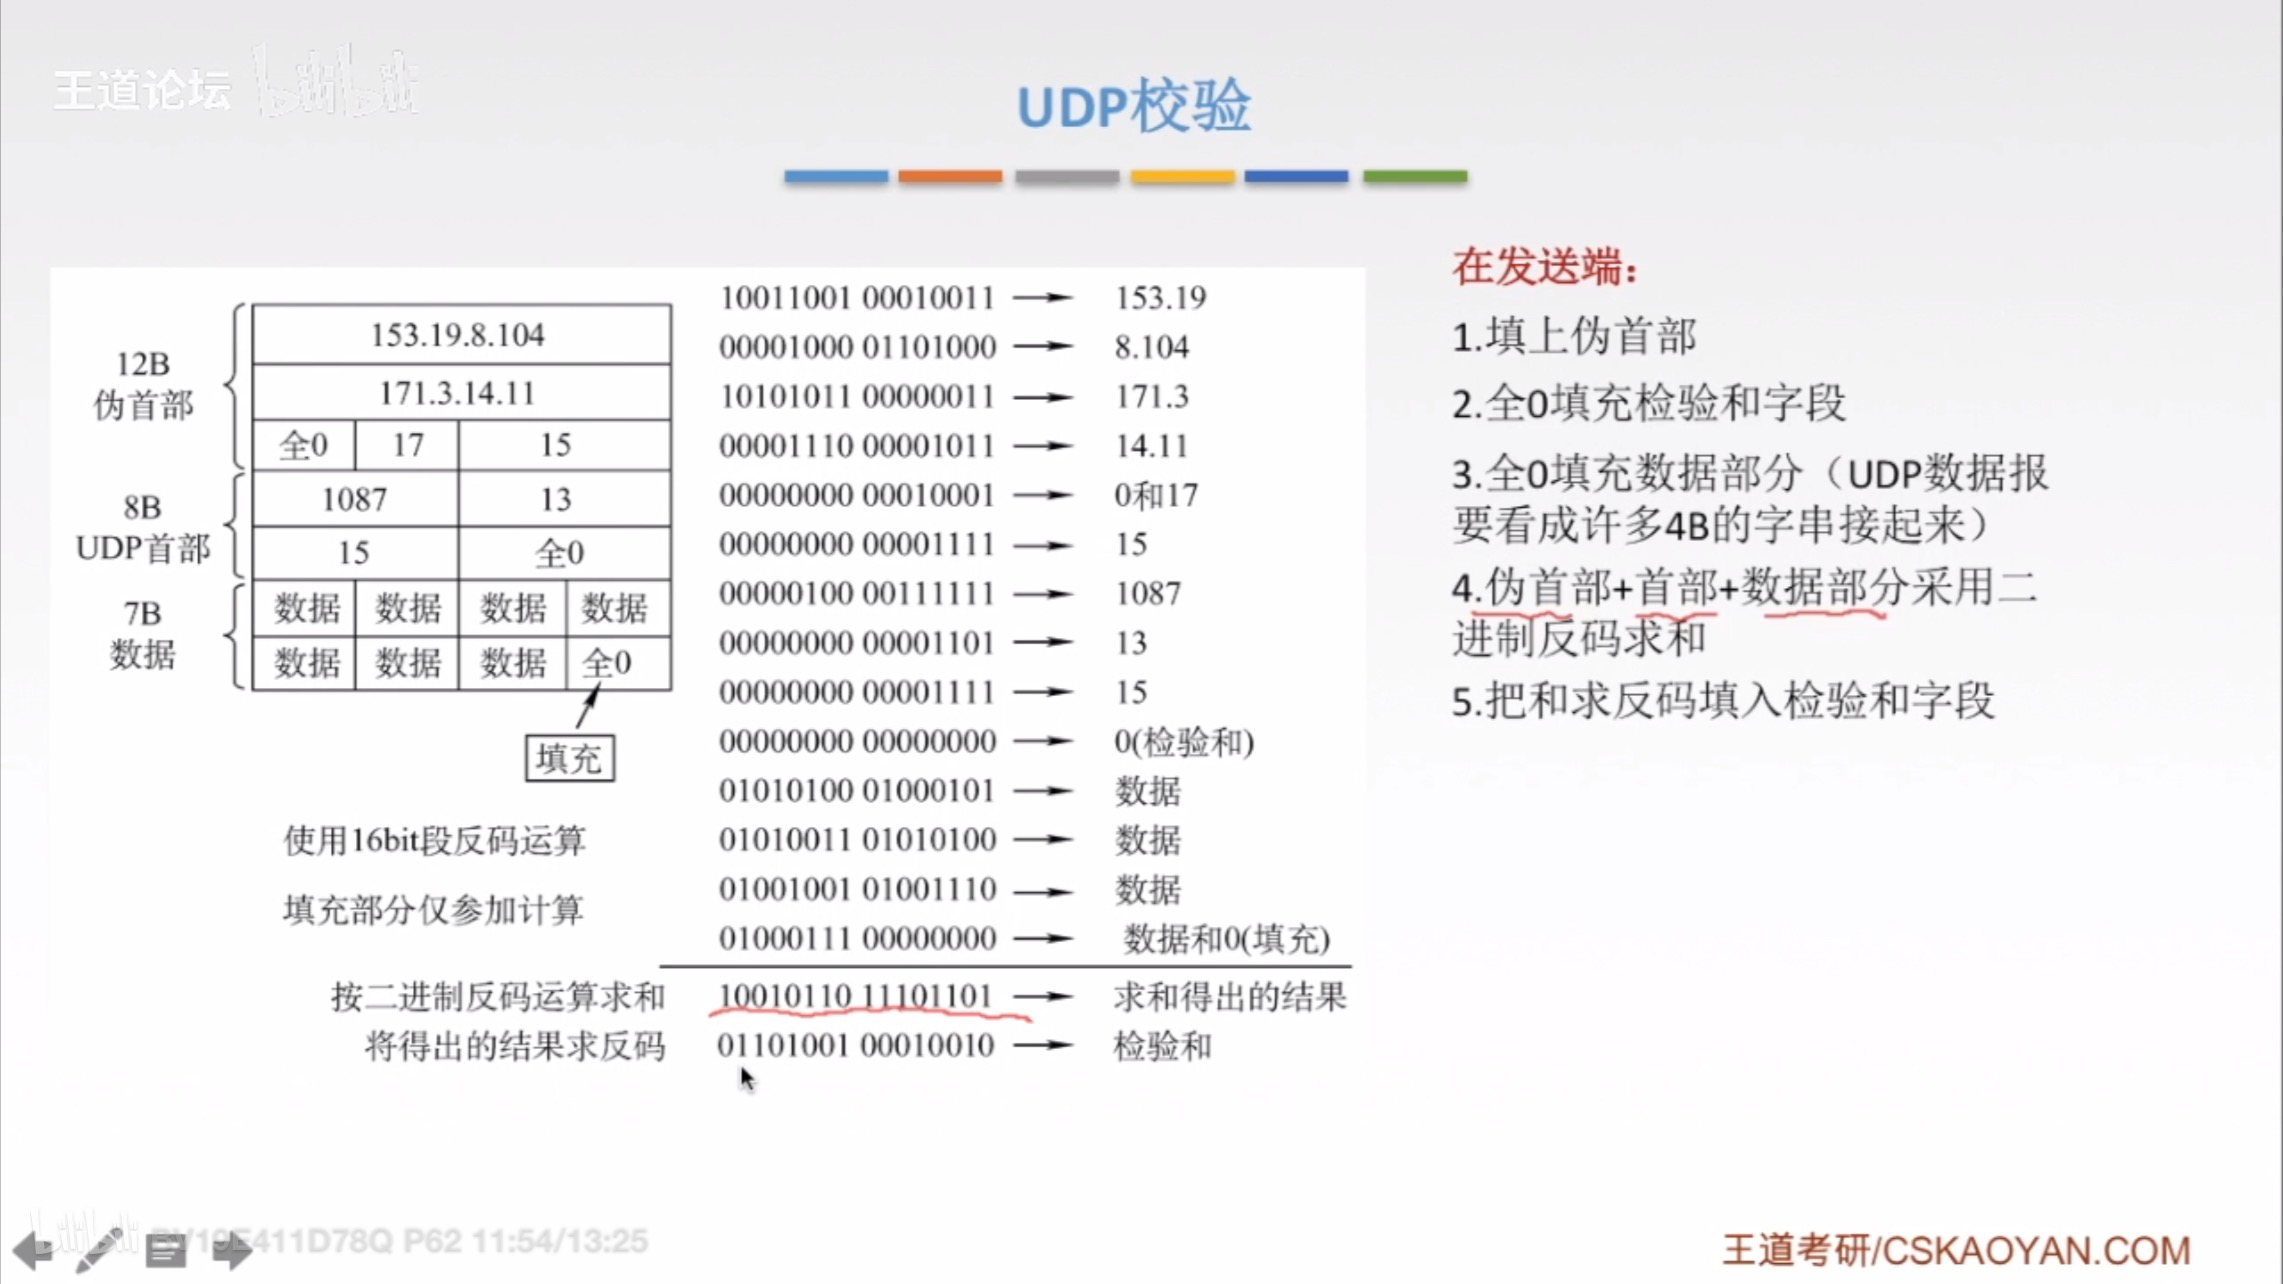 王道论坛 bilibili
UDP校验
12B
伪首部
153.19.8.104
171.3.14.11
全0 17 15
8B
UDP首部
1087 13
15 全0
7B
数据
数据 数据 数据 数据
数据 数据 数据 全0
填充
使用16bit段反码运算
填充部分仅参加计算
10011001 00010011 → 153.19
00001000 01101000 → 8.104
10101011 00000011 → 171.3
00001110 00001011 → 14.11
00000000 00010001 → 0和17
00000000 00001111 → 15
00000100 00111111 → 1087
00000000 00001101 → 13
00000000 00001111 → 15
00000000 00000000 → 0(检验和)
01010100 01000101 → 数据
01010011 01010100 → 数据
01001001 01001110 → 数据
01000111 00000000 → 数据和0(填充)
按二进制反码运算求和 10010110 11101101 → 求和得出的结果
将得出的结果求反码 01101001 00010010 → 检验和
在发送端：
1.填上伪首部
2.全0填充检验和字段
3.全0填充数据部分（UDP数据报
要看成许多4B的字串接起来）
4.伪首部+首部+数据部分采用二
进制反码求和
5.把和求反码填入检验和字段
bilibili BV19E411D78Q P62 11:54/13:25
王道考研/CSKAOYAN.COM